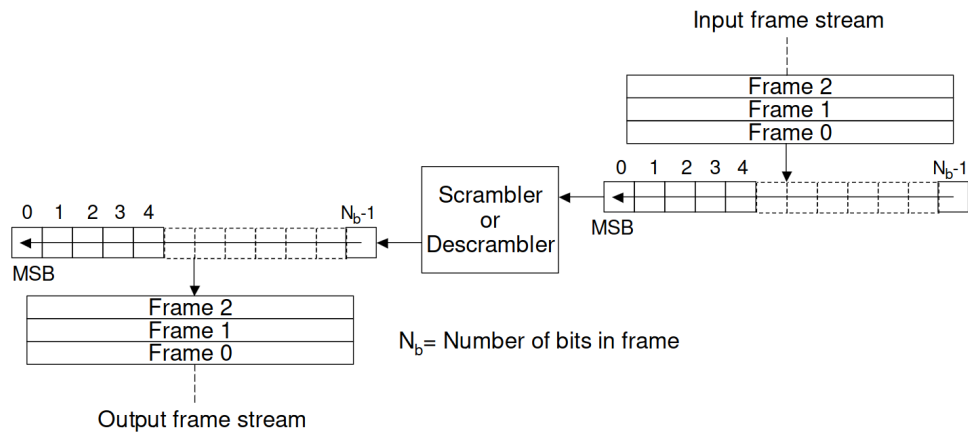 Input frame stream
Frame 2
Frame 1
Frame 0
0 1 2 3 4 Nb-1
MSB
Scrambler
or
Descrambler
0 1 2 3 4 Nb-1
MSB
Frame 2
Frame 1
Frame 0
Nb= Number of bits in frame
Output frame stream